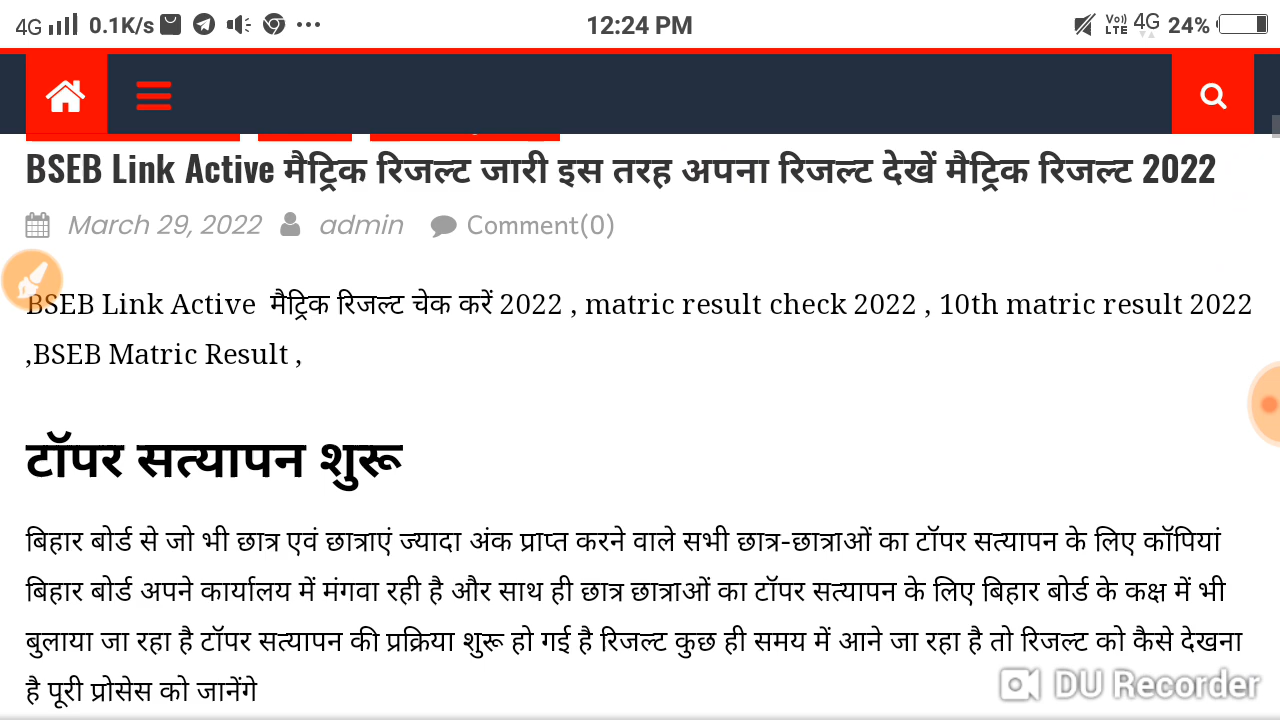 4G 0.1K/s 12:24 PM Vo) LTE 4G 24%
BSEB Link Active मैट्रिक रिजल्ट जारी इस तरह अपना रिजल्ट देखें मैट्रिक रिजल्ट 2022
March 29, 2022 admin Comment(0)
BSEB Link Active मैट्रिक रिजल्ट चेक करें 2022 , matric result check 2022 , 10th matric result 2022
,BSEB Matric Result ,
टॉपर सत्यापन शुरू
बिहार बोर्ड से जो भी छात्र एवं छात्राएं ज्यादा अंक प्राप्त करने वाले सभी छात्र-छात्राओं का टॉपर सत्यापन के लिए कॉपियां
बिहार बोर्ड अपने कार्यालय में मंगवा रही है और साथ ही छात्र छात्राओं का टॉपर सत्यापन के लिए बिहार बोर्ड के कक्ष में भी
बुलाया जा रहा है टॉपर सत्यापन की प्रक्रिया शुरू हो गई है रिजल्ट कुछ ही समय में आने जा रहा है तो रिजल्ट को कैसे देखना
है पूरी प्रोसेस को जानेंगे
DU Recorder